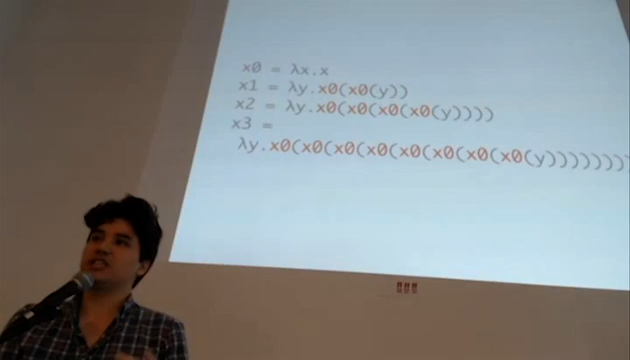 x0 = λx.x
x1 = λy.x0(x0(y))
x2 = λy.x0(x0(x0(x0(y))))
x3 =
λy.x0(x0(x0(x0(x0(x0(x0(x0(y))))))))